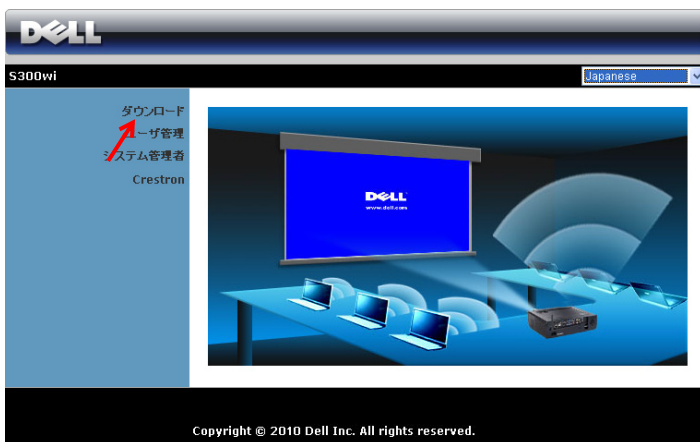 DELL
S300wi
Japanese
ダウンロード
ーザ管理
システム管理者
Crestron
DELL
www.dell.com
Copyright © 2010 Dell Inc. All rights reserved.